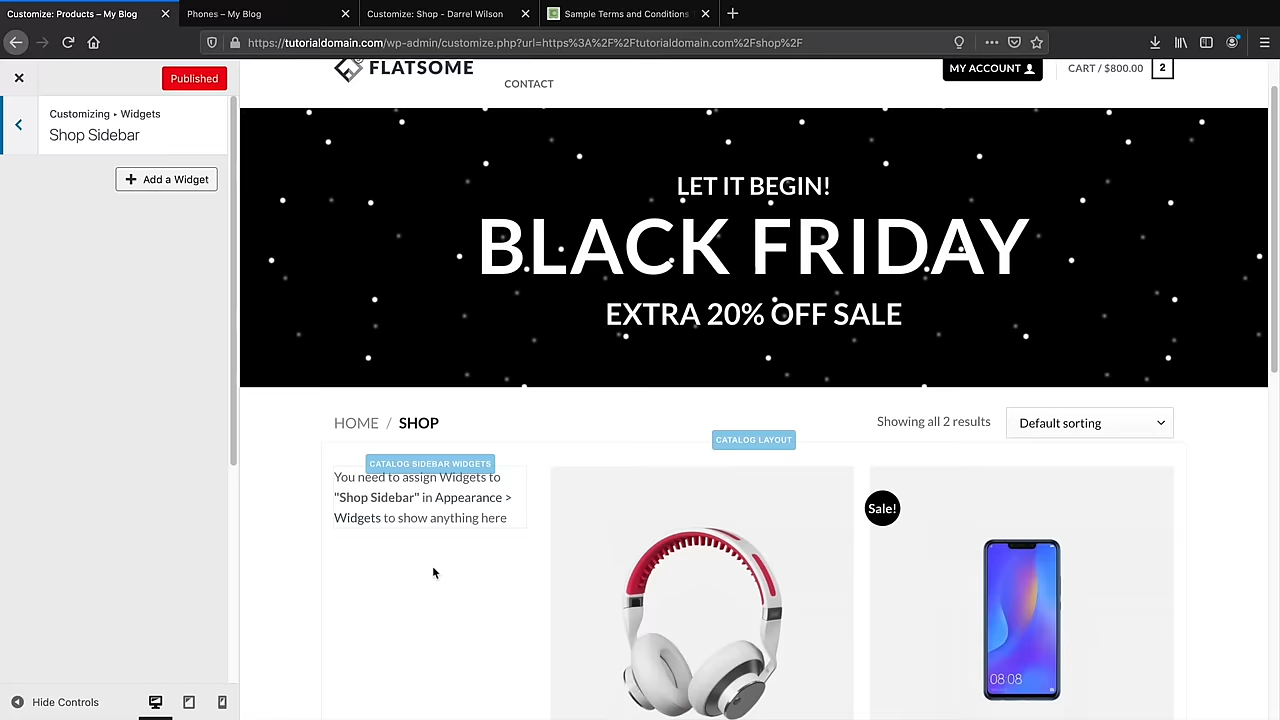 Customize: Products – My Blog
Phones – My Blog
Customize: Shop - Darrel Wilson
Sample Terms and Conditions
https://tutorialdomain.com/wp-admin/customize.php?url=https%3A%2F%2Ftutorialdomain.com%2Fshop%2F
Published
Customizing ▸ Widgets
Shop Sidebar
Add a Widget
Hide Controls
FLATSOME
CONTACT
MY ACCOUNT
CART / $800.00
2
LET IT BEGIN!
BLACK FRIDAY
EXTRA 20% OFF SALE
HOME / SHOP
Showing all 2 results
Default sorting
CATALOG LAYOUT
CATALOG SIDEBAR WIDGETS
You need to assign Widgets to
"Shop Sidebar" in Appearance >
Widgets to show anything here
Sale!
08 08